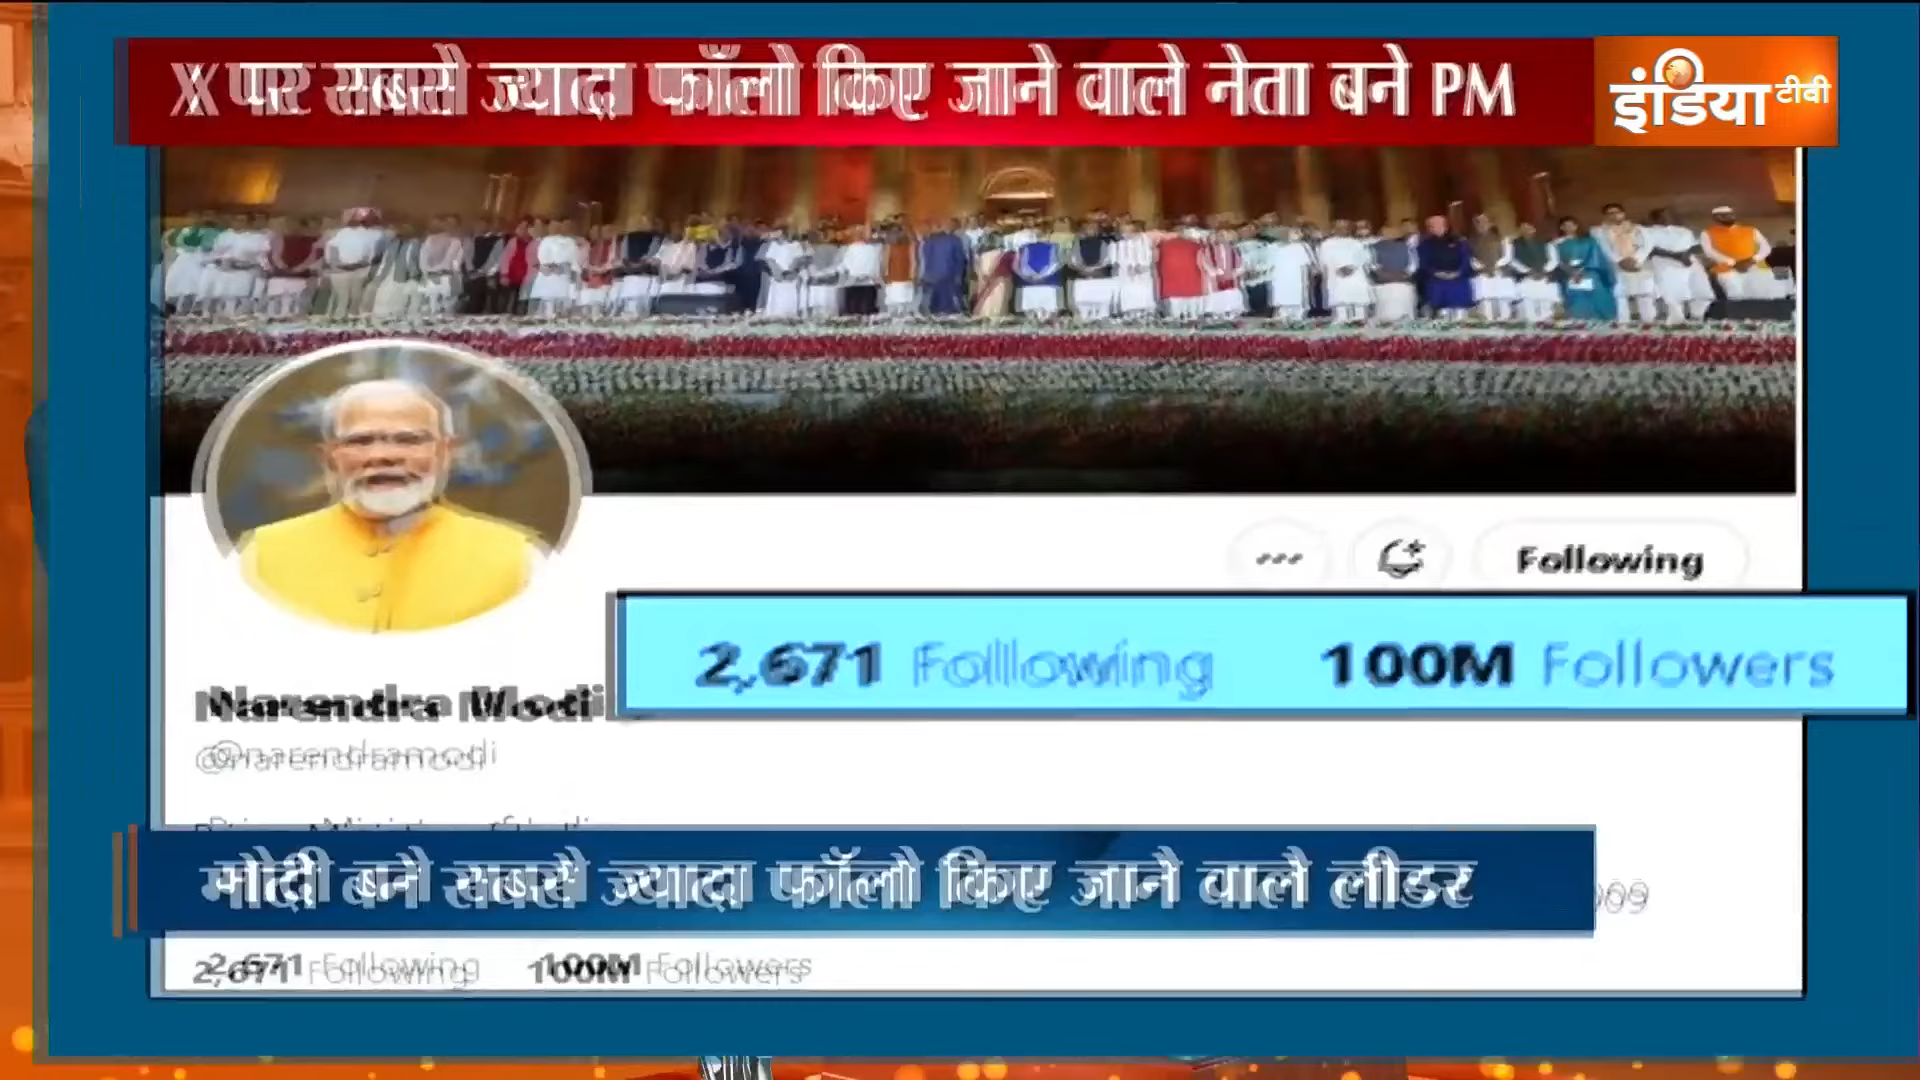 X पर सबसे ज्यादा फॉलो किए जाने वाले नेता बने PM
इंडिया टीवी
Following
2,671 Following 100M Followers
Narendra Modi
@narendramodi
मोदी बने सबसे ज्यादा फॉलो किए जाने वाले लीडर
2,671 Following 100M Followers